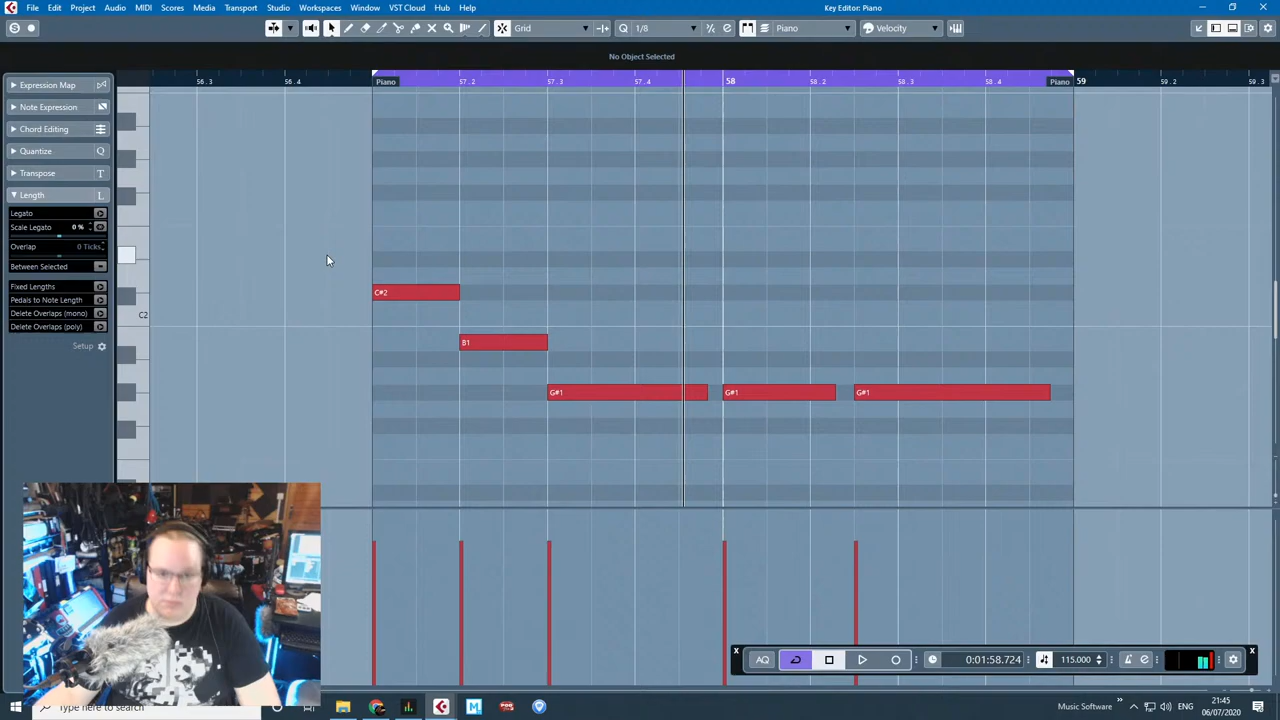 File Edit Project Audio MIDI Scores Media Transport Studio Workspaces Window VST Cloud Hub Help
Key Editor: Piano
S Grid Q 1/8 Piano Velocity
No Object Selected
Expression Map
Note Expression
Chord Editing
Quantize Q
Transpose T
Length L
Legato
Scale Legato 0 %
Overlap 0 Ticks
Between Selected
Fixed Lengths
Pedals to Note Length
Delete Overlaps (mono)
Delete Overlaps (poly)
Setup
56.3 56.4 57.2 57.3 57.4 58 58.2 58.3 58.4 59 59.2 59.3
Piano Piano
C2
C#2
B1
G#1 G#1 G#1
x x
AQ 0:01:58.724 115.000
Type here to search
Music Software
ENG
21:45
06/07/2020